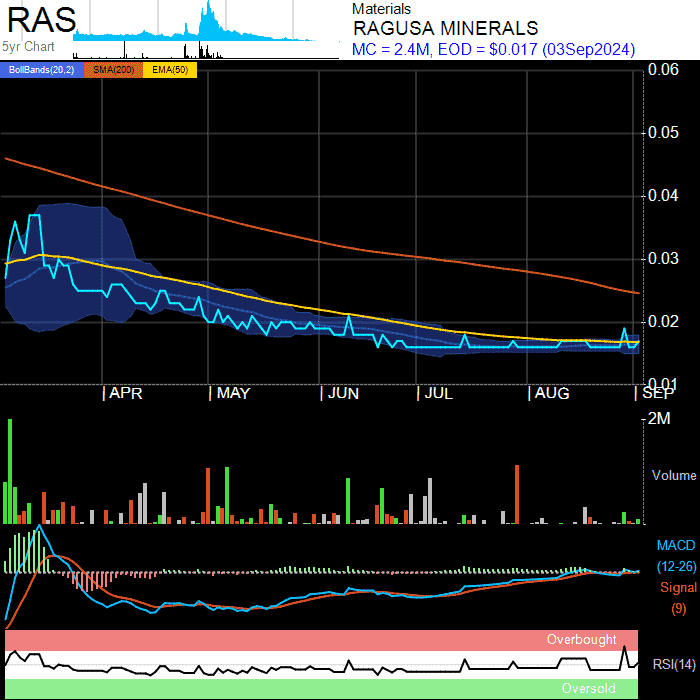 RAS
5yr Chart
Materials
RAGUSA MINERALS
MC = 2.4M, EOD = $0.017 (03Sep2024)
BollBands(20,2) SMA(200) EMA(50)
0.06
0.05
0.04
0.03
0.02
0.01
APR MAY JUN JUL AUG SEP
2M
Volume
MACD
(12-26)
Signal
(9)
Overbought
RSI(14)
Oversold